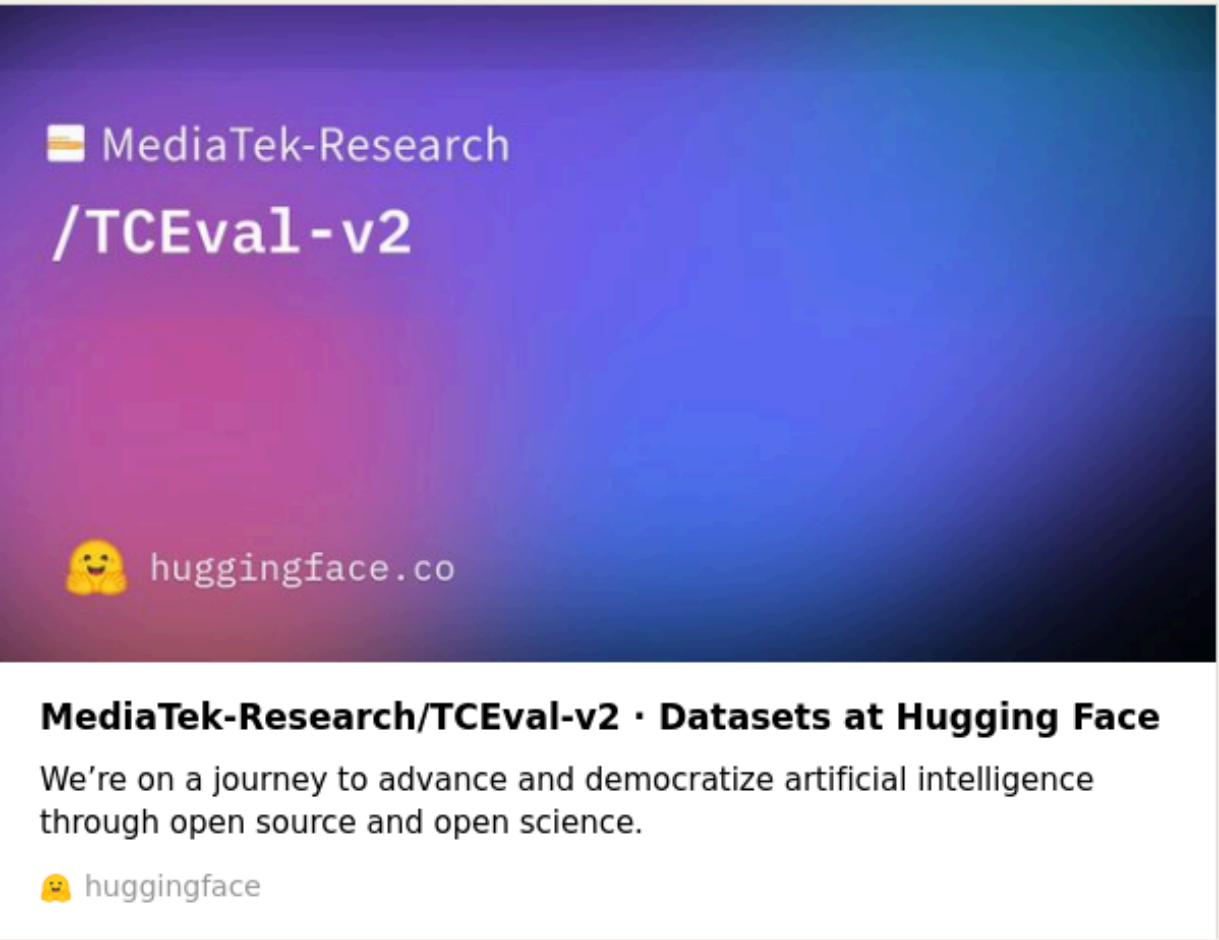 MediaTek-Research
/TCEval-v2
huggingface.co
MediaTek-Research/TCEval-v2 · Datasets at Hugging Face
We’re on a journey to advance and democratize artificial intelligence
through open source and open science.
huggingface